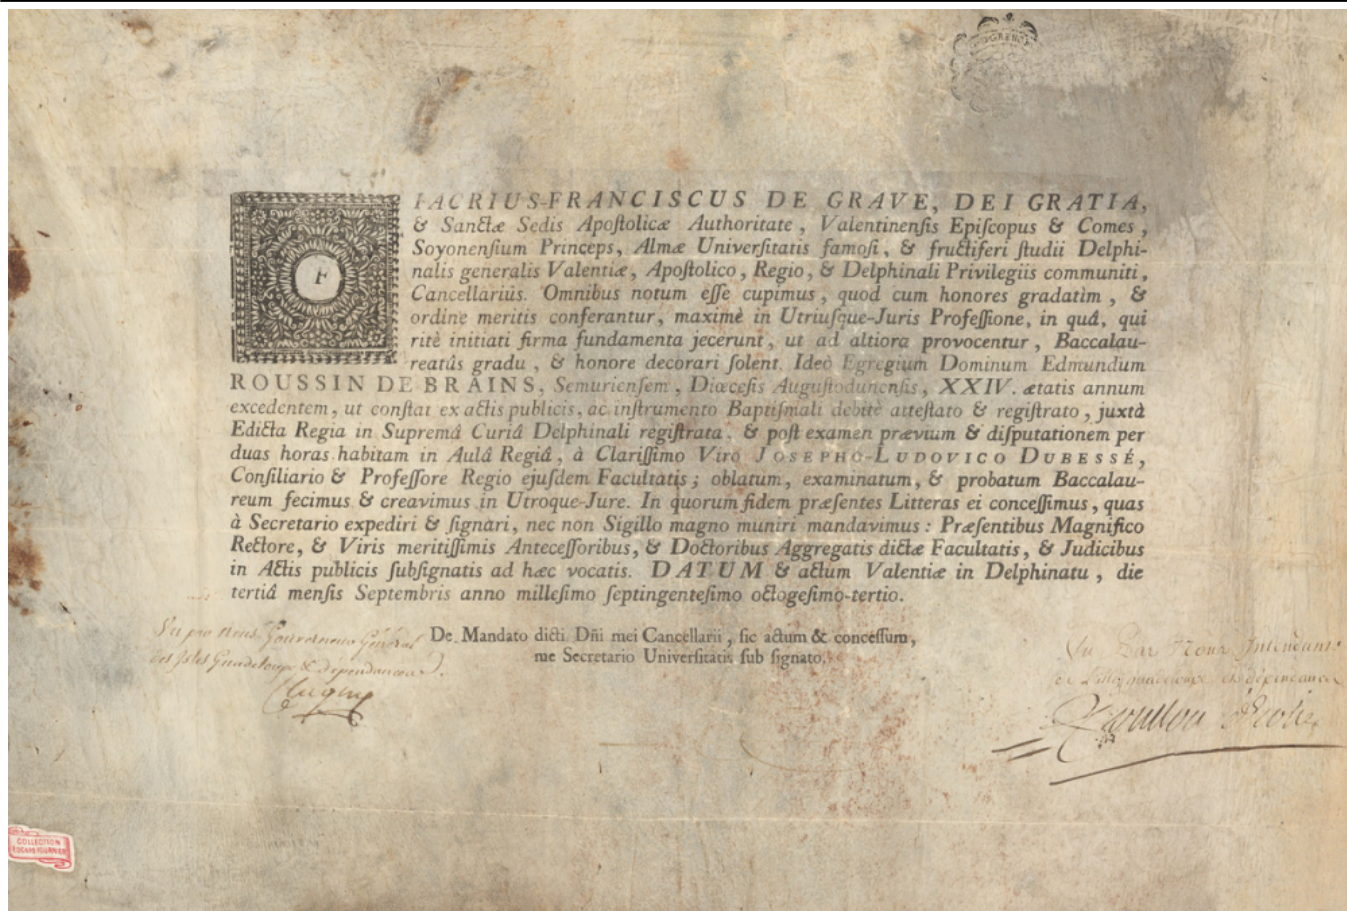 FIACRIUS-FRANCISCUS DE GRAVE, DEI GRATIA,
& Sanctæ Sedis Apoſtolicæ Authoritate, Valentinenſis Epiſcopus & Comes,
Soyonenſium Princeps, Almæ Univerſitatis famoſi, & fructiferi ſtudii Delphi-
nalis generalis Valentiæ, Apoſtolico, Regio, & Delphinali Privilegiis communiti,
Cancellarius. Omnibus notum eſſe cupimus, quod cum honores gradatìm, &
ordine meritis conferantur, maximè in Utriuſque-Juris Profeſſione, in quâ, qui
ritè initiati firma fundamenta jecerunt, ut ad altiora provocentur, Baccalau-
reatûs gradu, & honore decorari ſolent. Ideò Egregium Dominum Edmundum
ROUSSIN DE BRAINS, Semurienſem, Diœceſis Auguſtodunenſis, XXIV. ætatis annum
excedentem, ut conſtat ex actis publicis, ac inſtrumento Baptiſmali debitè atteſtato & regiſtrato, juxtà
Edicta Regia in Supremâ Curiâ Delphinali regiſtrata, & poſt examen prævium & diſputationem per
duas horas habitam in Aulâ Regiâ, à Clariſſimo Viro JOSEPHO-LUDOVICO DUBESSÉ,
Conſiliario & Profeſſore Regio ejuſdem Facultatis; oblatum, examinatum, & probatum Baccalau-
reum fecimus & creavimus in Utroque-Jure. In quorum fidem præſentes Litteras ei conceſſimus, quas
à Secretario expediri & ſignari, nec non Sigillo magno muniri mandavimus: Præſentibus Magnifico
Rectore, & Viris meritiſſimis Anteceſſoribus, & Doctoribus Aggregatis dictæ Facultatis, & Judicibus
in Actis publicis ſubſignatis ad hæc vocatis. DATUM & actum Valentiæ in Delphinatu, die
tertiâ menſis Septembris anno milleſimo ſeptingenteſimo octogeſimo-tertio.
De Mandato dicti Dñi mei Cancellarii, ſic actum & conceſſum,
me Secretario Univerſitatis ſub ſignato.
Vu par nous Gouverneur Général
des Isles Guadeloupe & dépendances.
Clugny
Vu Par Nous Intendant
de L'isle guadeloupe et dépendances
COLLECTION